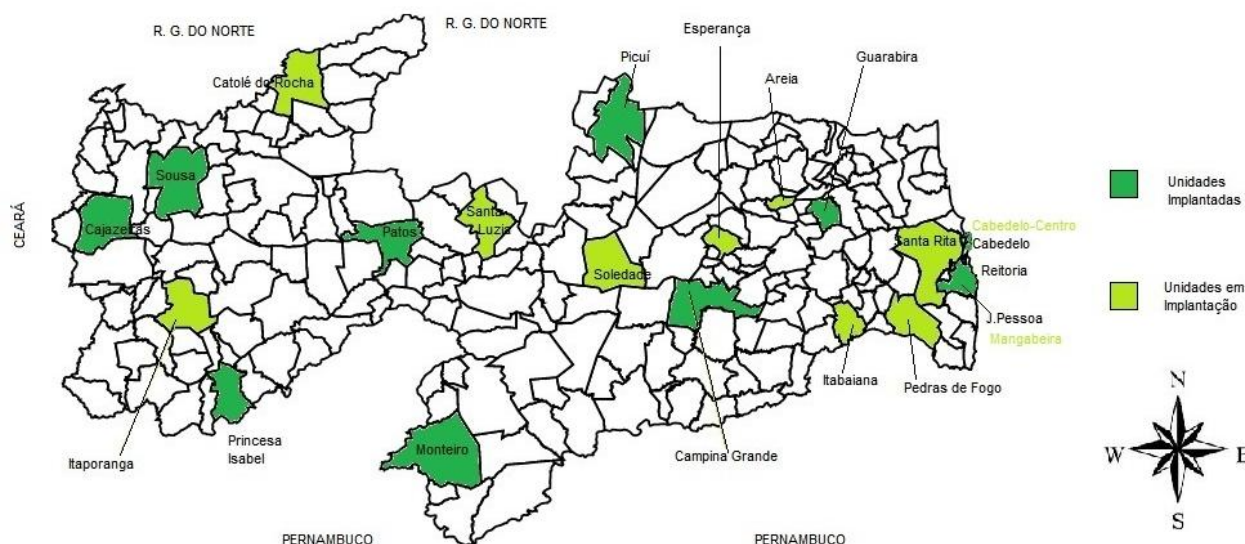 R. G. DO NORTE
R. G. DO NORTE
Esperança
Picuí
Guarabira
Areia
Catolé do Rocha
Sousa
Unidades
Implantadas
CEARÁ
Cajazeiras
Patos
Santa
Luzia
Cabedelo-Centro
Santa Rita
Cabedelo
Soledade
Reitoria
Unidades em
Implantação
J.Pessoa
Mangabeira
Itabaiana
Pedras de Fogo
Princesa
Isabel
Itaporanga
Monteiro
Campina Grande
N
W
E
S
PERNAMBUCO
PERNAMBUCO